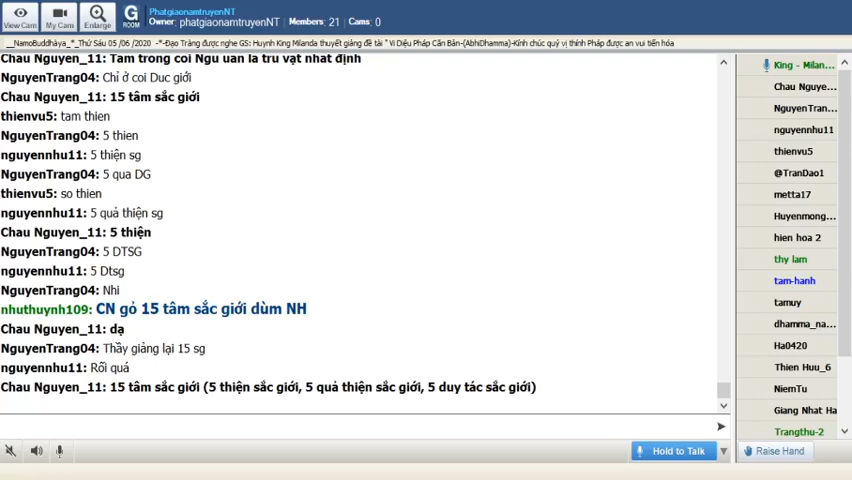 PhatgiaonamtruyenNT
Owner: phatgiaonamtruyenNT Members: 21 Cams: 0
View Cam My Cam Enlarge G ROOM
__NamoBuddhàya_*_Thứ Sáu 05 /06 /2020 -*-Đạo Tràng được nghe GS: Huynh King Milanda thuyết giảng đề tài " Vi Diệu Pháp Căn Bản-(AbhiDhamma)-Kính chúc quý vị thính Pháp được an vui tiến hóa
Chau Nguyen_11: Tâm trong cõi Ngũ uẩn là trú vật nhất định
NguyenTrang04: Chỉ ở coi Duc giới
Chau Nguyen_11: 15 tâm sắc giới
thienvu5: tam thien
NguyenTrang04: 5 thien
nguyennhu11: 5 thiện sg
NguyenTrang04: 5 qua DG
thienvu5: so thien
nguyennhu11: 5 quả thiện sg
Chau Nguyen_11: 5 thiện
NguyenTrang04: 5 DTSG
nguyennhu11: 5 Dtsg
NguyenTrang04: Nhi
nhuthuynh109: CN gỏ 15 tâm sắc giới dùm NH
Chau Nguyen_11: dạ
NguyenTrang04: Thầy giảng lại 15 sg
nguyennhu11: Rối quá
Chau Nguyen_11: 15 tâm sắc giới (5 thiện sắc giới, 5 quả thiện sắc giới, 5 duy tác sắc giới)
King - Milan...
Chau Nguye...
NguyenTran...
nguyennhu11
thienvu5
@TranDao1
metta17
Huyenmong...
hien hoa 2
thy lam
tam-hanh
tamuy
dhamma_na...
Ha0420
Thien Huu_6
NiemTu
Giang Nhat Ha
Trangthu-2
Hold to Talk
Raise Hand